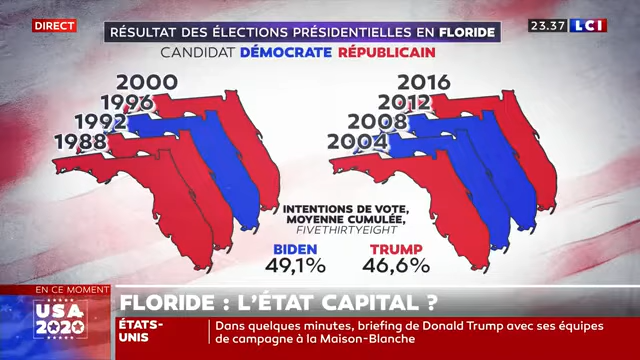 DIRECT
RÉSULTAT DES ÉLECTIONS PRÉSIDENTIELLES EN FLORIDE
23.37 LCI
CANDIDAT DÉMOCRATE RÉPUBLICAIN
2000
1996
1992
1988
2016
2012
2008
2004
INTENTIONS DE VOTE,
MOYENNE CUMULÉE,
FIVETHIRTYEIGHT
BIDEN TRUMP
49,1% 46,6%
EN CE MOMENT
USA
2020
FLORIDE : L'ÉTAT CAPITAL ?
ÉTATS-
UNIS
Dans quelques minutes, briefing de Donald Trump avec ses équipes
de campagne à la Maison-Blanche